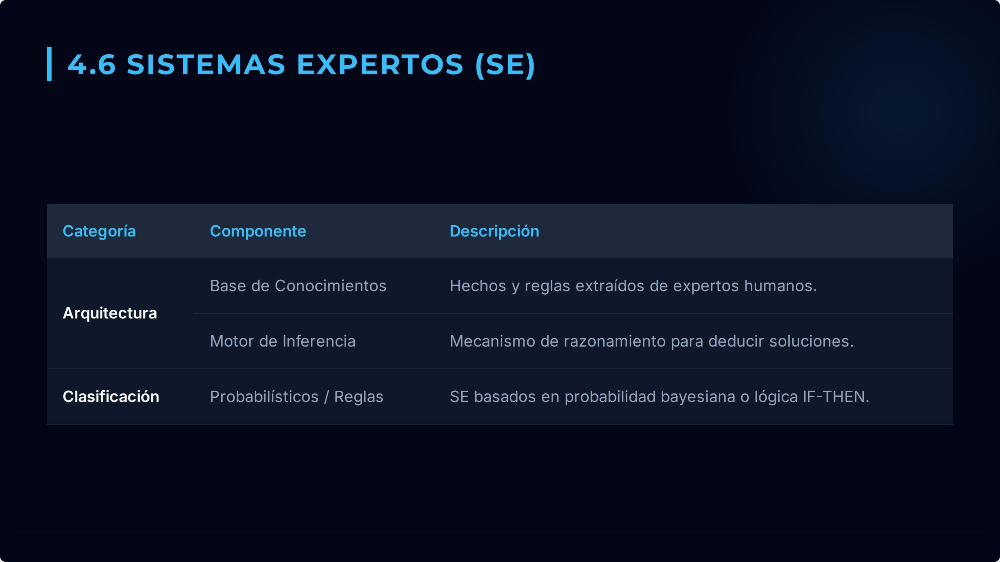 4.6 SISTEMAS EXPERTOS (SE)
Categoría Componente Descripción
Arquitectura
Base de Conocimientos Hechos y reglas extraídos de expertos humanos.
Motor de Inferencia Mecanismo de razonamiento para deducir soluciones.
Clasificación Probabilísticos / Reglas SE basados en probabilidad bayesiana o lógica IF-THEN.